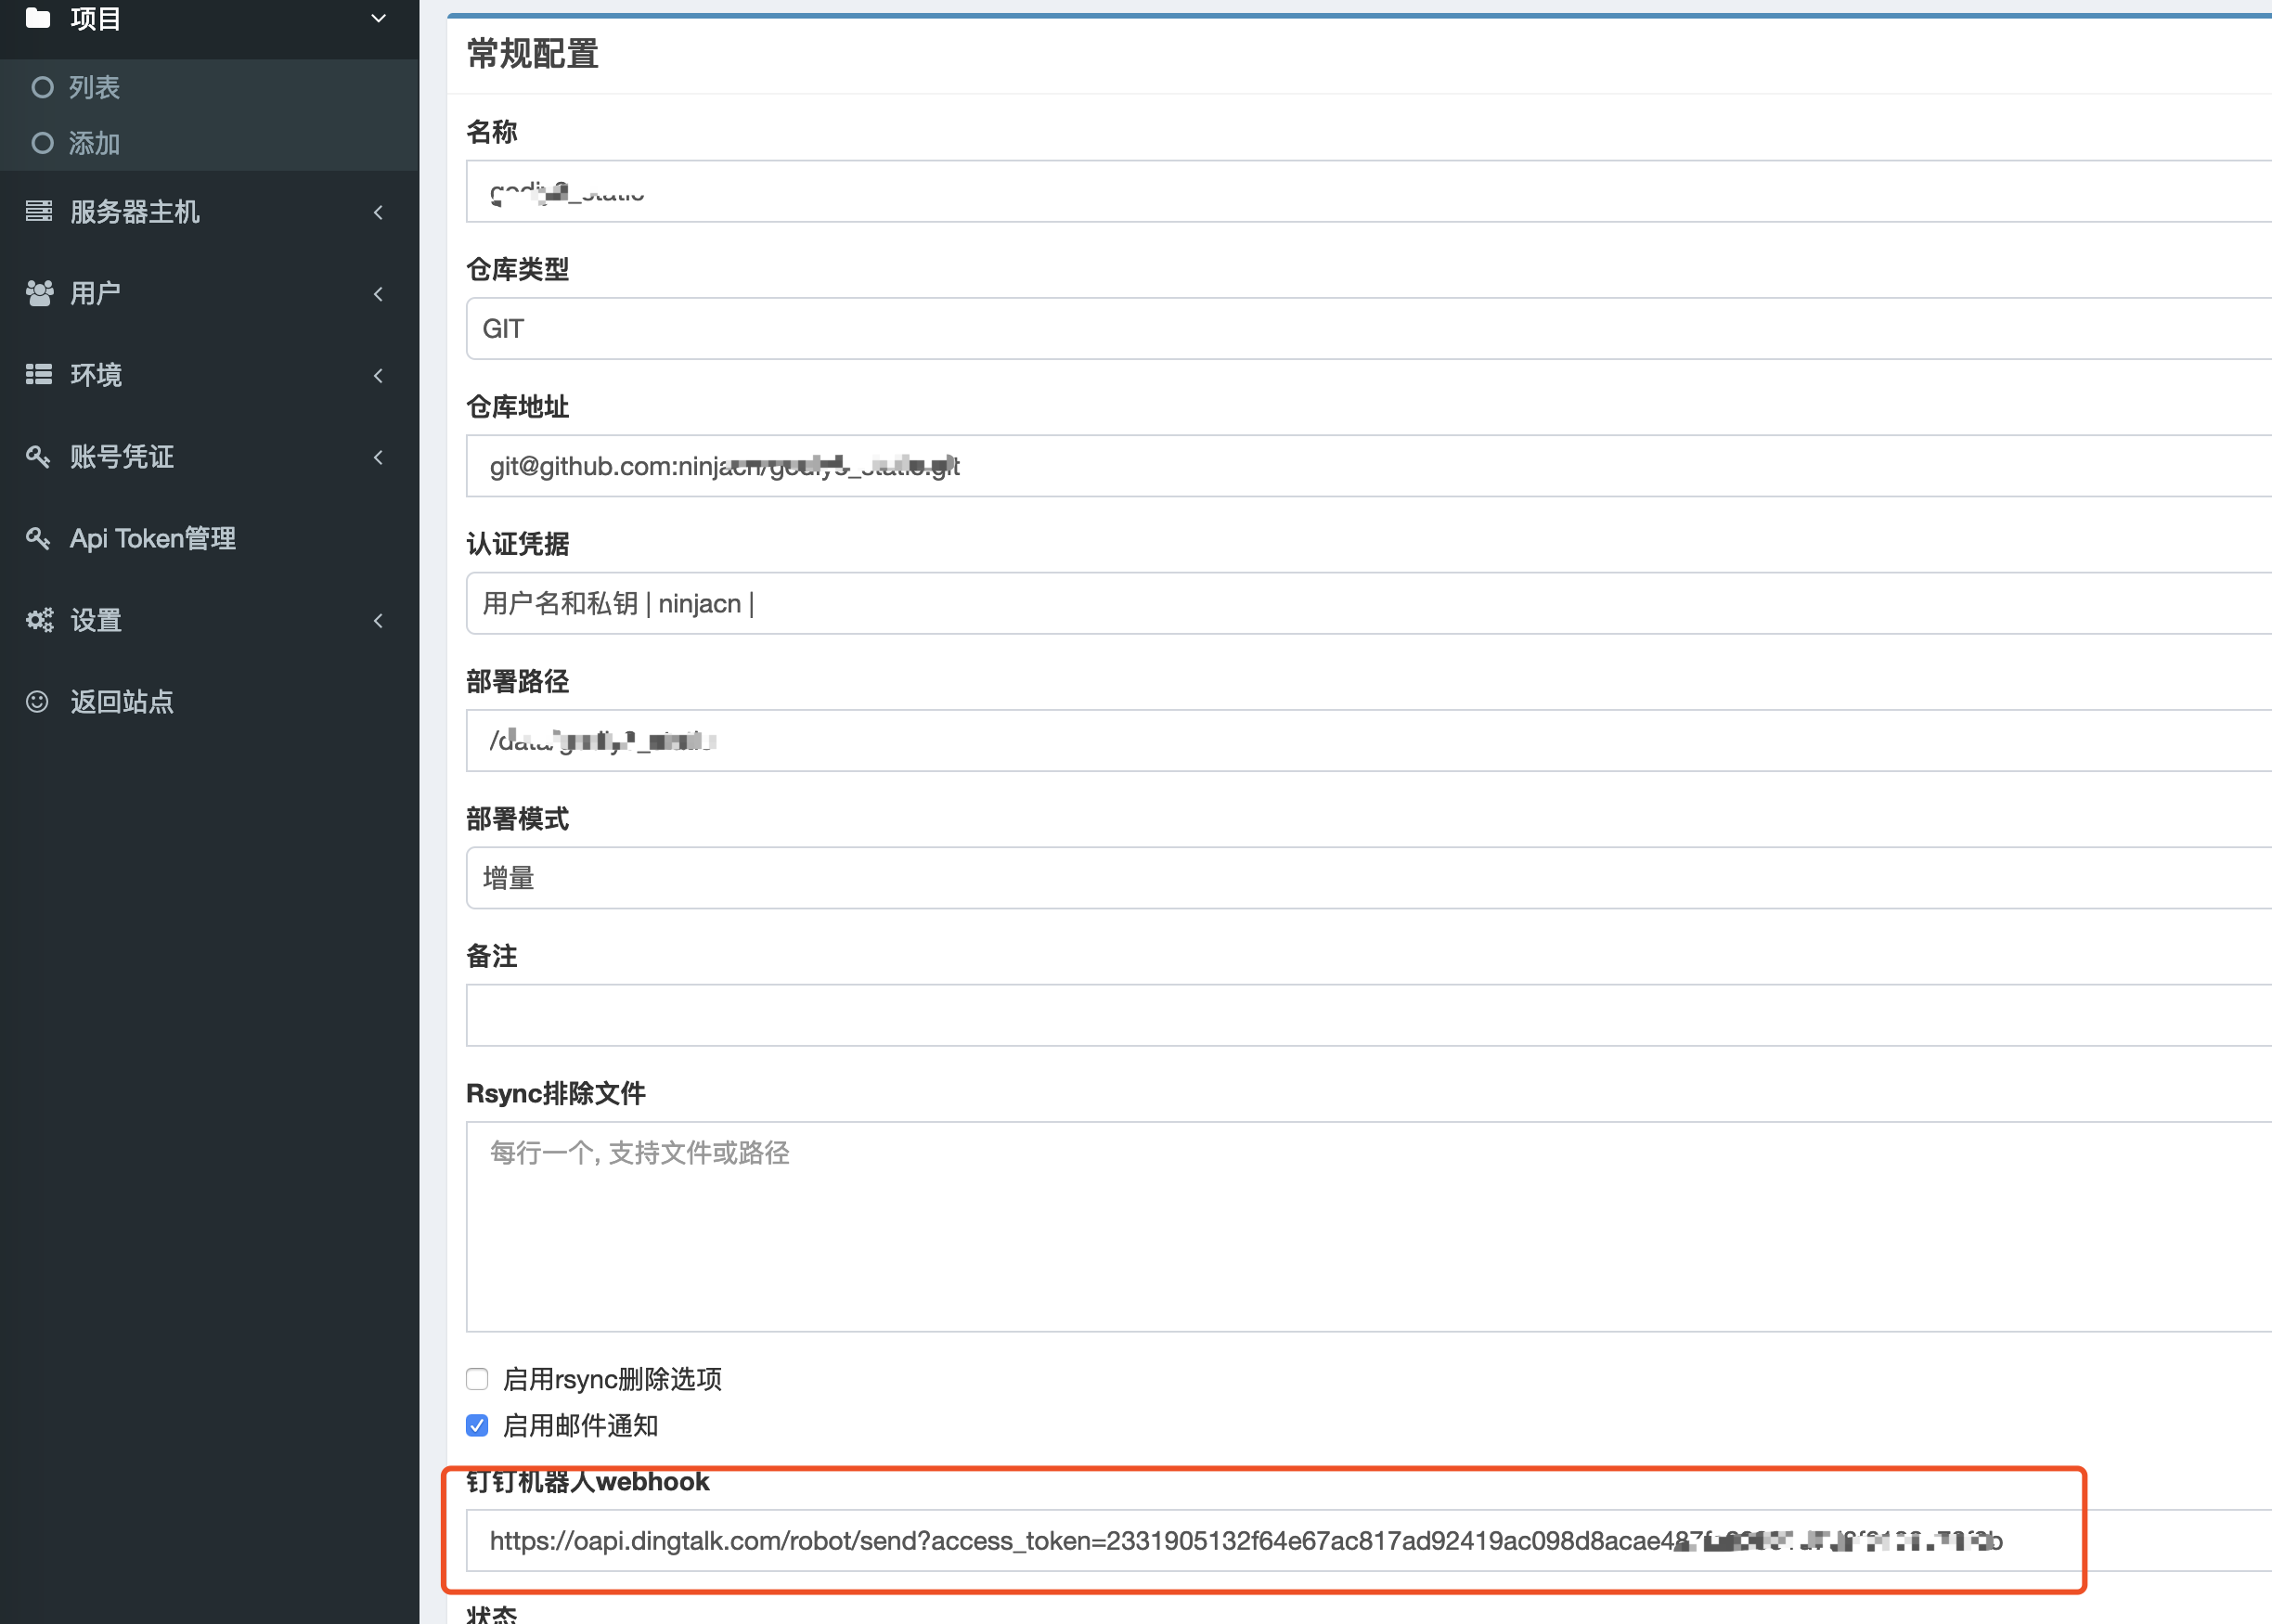 项目
列表
添加
服务器主机
用户
环境
账号凭证
Api Token管理
设置
返回站点
常规配置
名称
仓库类型
GIT
仓库地址
git@github.com:ninjacn/
认证凭据
用户名和私钥 | ninjacn |
部署路径
/data/
部署模式
增量
备注
Rsync排除文件
每行一个, 支持文件或路径
启用rsync删除选项
启用邮件通知
钉钉机器人webhook
https://oapi.dingtalk.com/robot/send?access_token=2331905132f64e67ac817ad92419ac098d8acae4
状态